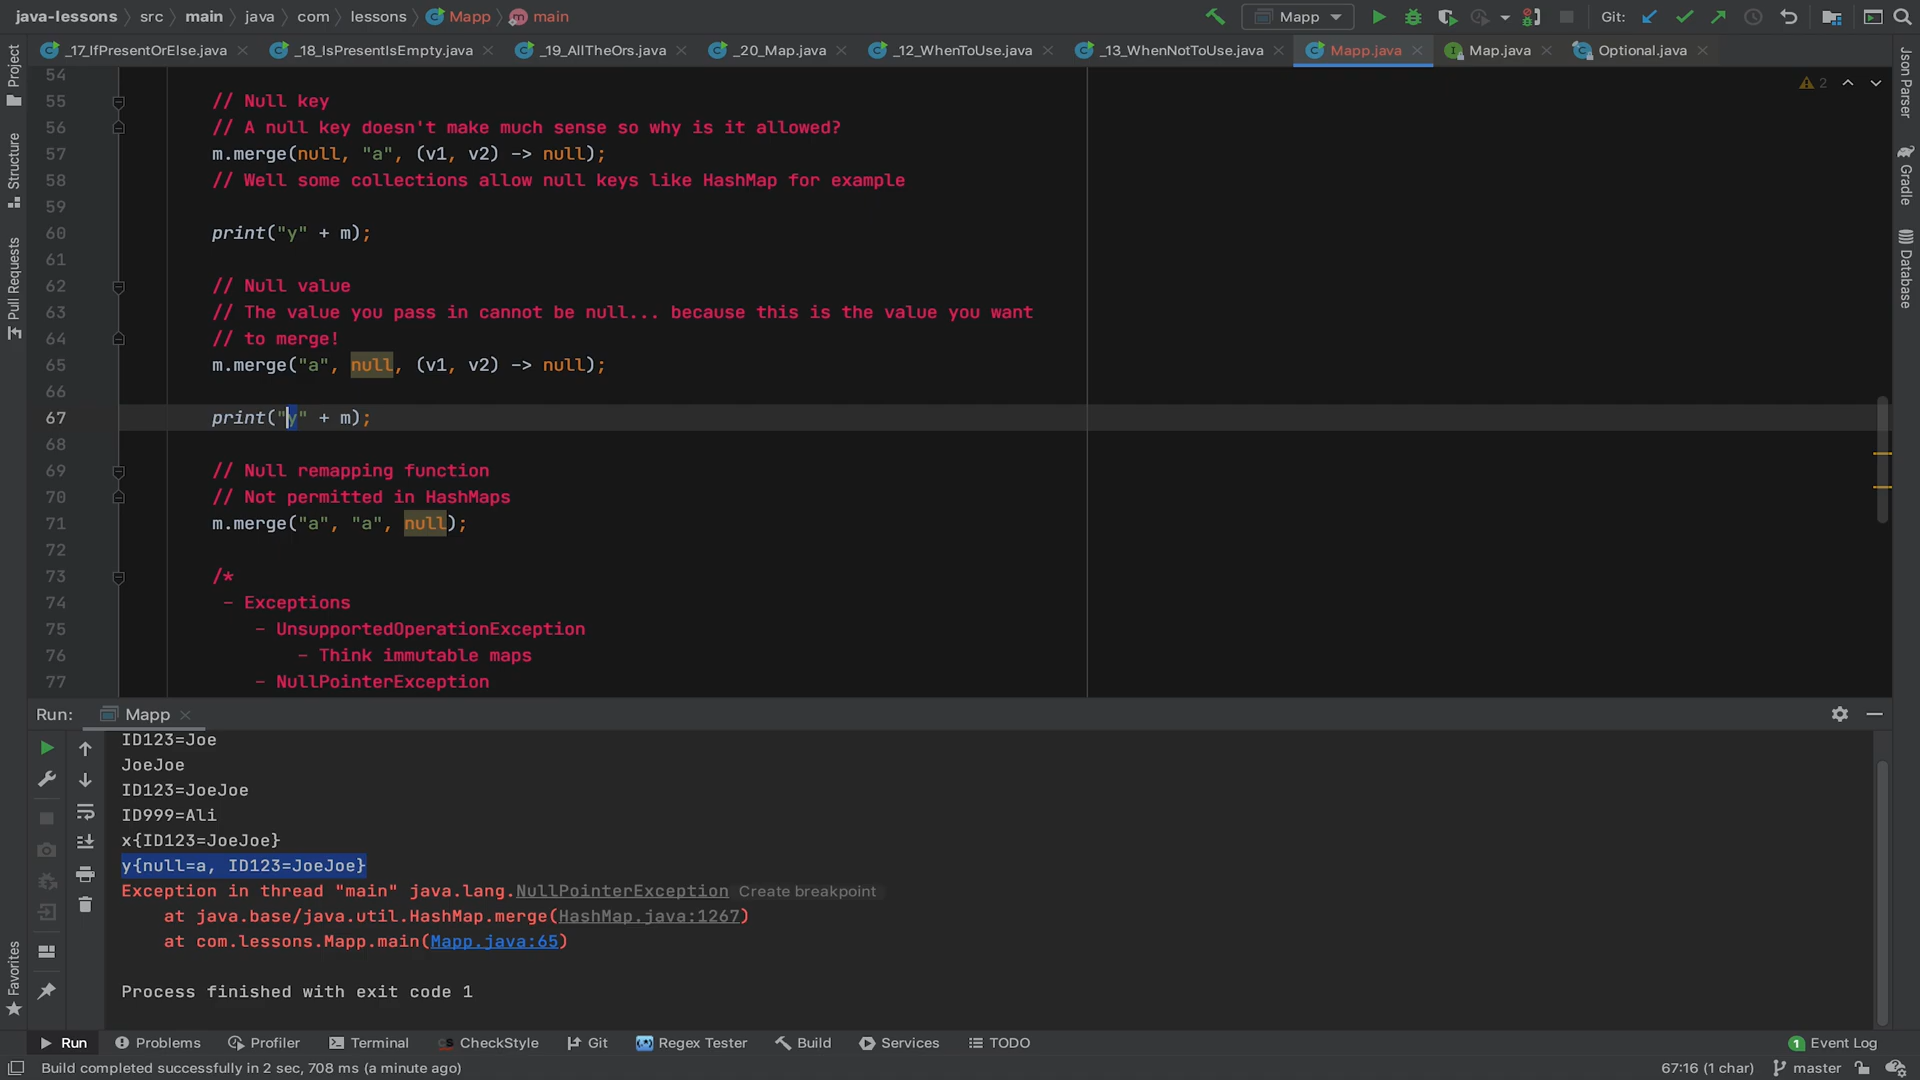 java-lessons src main java com lessons Mapp main Mapp Git:
_17_IfPresentOrElse.java _18_IsPresentIsEmpty.java _19_AllTheOrs.java _20_Map.java _12_WhenToUse.java _13_WhenNotToUse.java Mapp.java Map.java Optional.java
Project
Structure
Pull Requests
Favorites
Json Parser
Gradle
Database
2
54
55 // Null key
56 // A null key doesn't make much sense so why is it allowed?
57 m.merge(null, "a", (v1, v2) -> null);
58 // Well some collections allow null keys like HashMap for example
59
60 print("y" + m);
61
62 // Null value
63 // The value you pass in cannot be null... because this is the value you want
64 // to merge!
65 m.merge("a", null, (v1, v2) -> null);
66
67 print("y" + m);
68
69 // Null remapping function
70 // Not permitted in HashMaps
71 m.merge("a", "a", null);
72
73 /*
74 - Exceptions
75 - UnsupportedOperationException
76 - Think immutable maps
77 - NullPointerException
Run: Mapp
ID123=Joe
JoeJoe
ID123=JoeJoe
ID999=Ali
x{ID123=JoeJoe}
y{null=a, ID123=JoeJoe}
Exception in thread "main" java.lang.NullPointerException Create breakpoint
at java.base/java.util.HashMap.merge(HashMap.java:1267)
at com.lessons.Mapp.main(Mapp.java:65)
Process finished with exit code 1
Run Problems Profiler Terminal CheckStyle Git Regex Tester Build Services TODO 1 Event Log
Build completed successfully in 2 sec, 708 ms (a minute ago) 67:16 (1 char) master